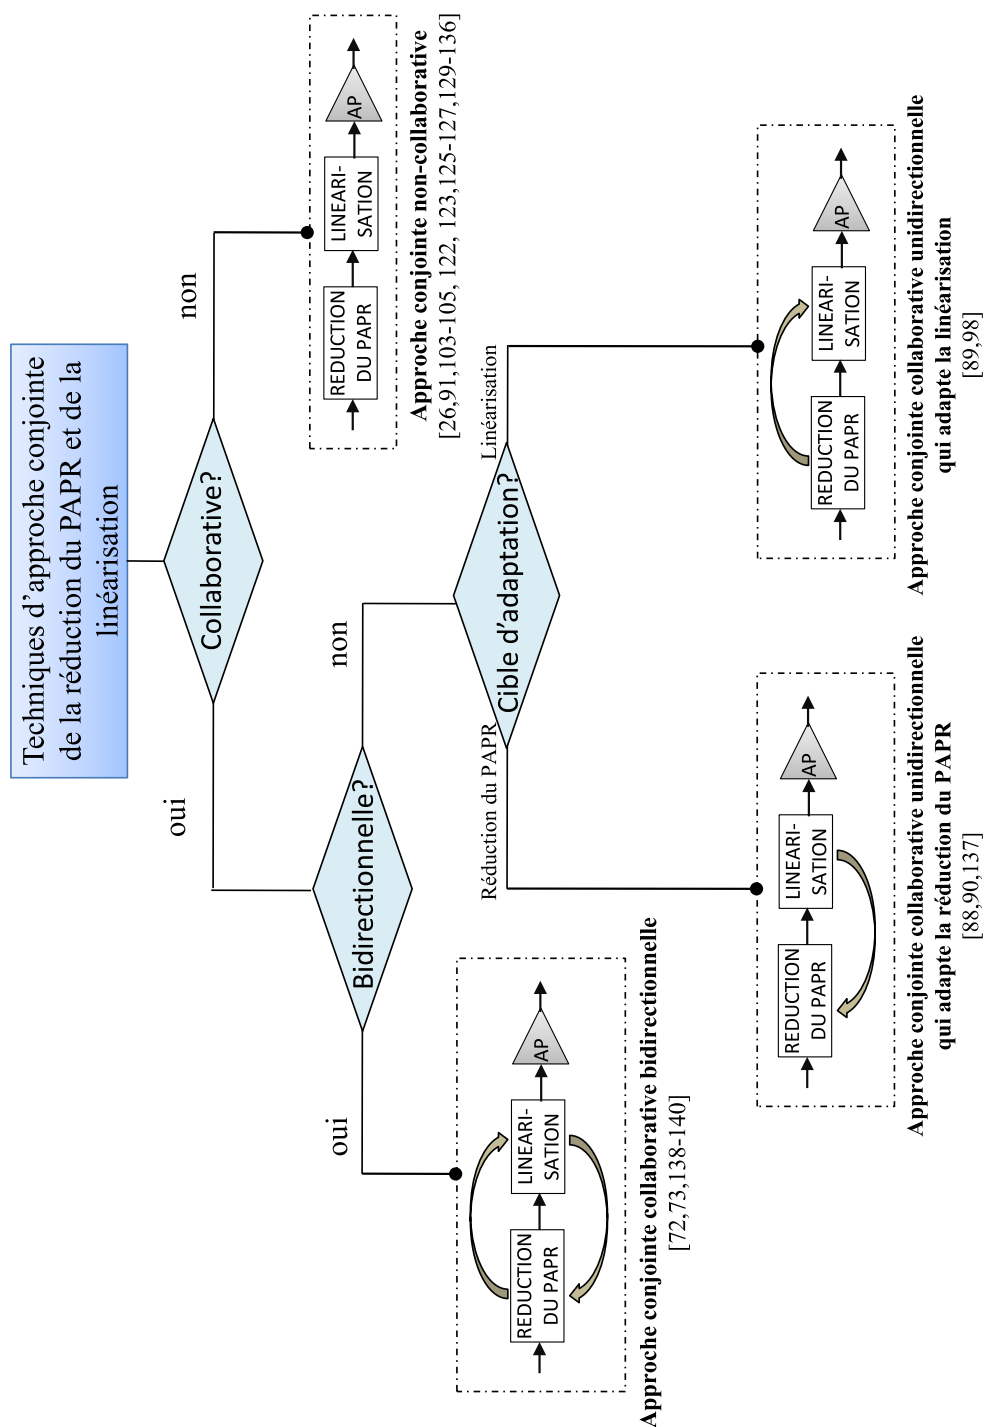 Techniques d'approche conjointe
de la réduction du PAPR et de la
linéarisation
Collaborative?
oui
non
Bidirectionnelle?
REDUCTION
DU PAPR
LINEARI-
SATION
AP
Approche conjointe non-collaborative
[26,91,103-105, 122, 123,125-127,129-136]
oui
non
Cible d'adaptation?
Réduction du PAPR
Linéarisation
REDUCTION
DU PAPR
LINEARI-
SATION
AP
Approche conjointe collaborative bidirectionnelle
[72,73,138-140]
REDUCTION
DU PAPR
LINEARI-
SATION
AP
Approche conjointe collaborative unidirectionnelle
qui adapte la réduction du PAPR
[88,90,137]
REDUCTION
DU PAPR
LINEARI-
SATION
AP
Approche conjointe collaborative unidirectionnelle
qui adapte la linéarisation
[89,98]